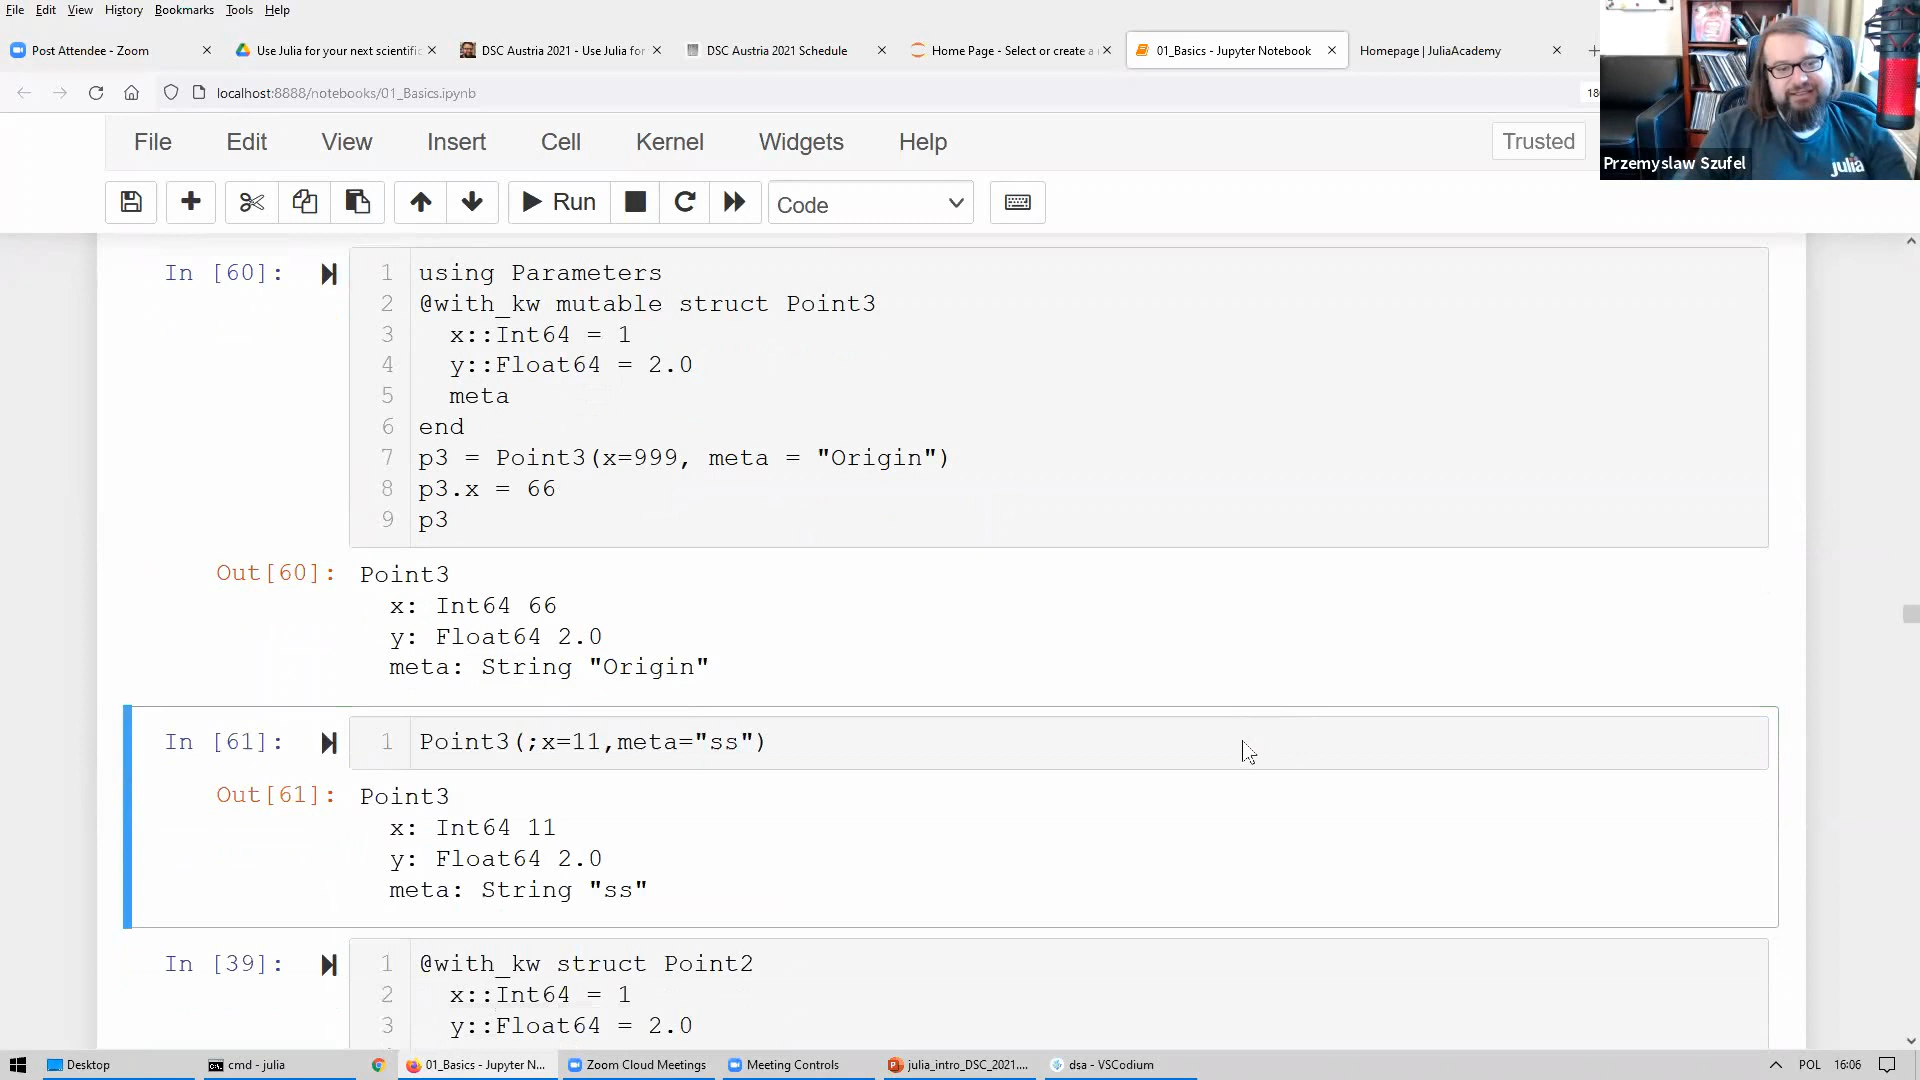 File Edit View History Bookmarks Tools Help
Post Attendee - Zoom
Use Julia for your next scientific
DSC Austria 2021 - Use Julia for
DSC Austria 2021 Schedule
Home Page - Select or create a
01_Basics - Jupyter Notebook
Homepage | JuliaAcademy
localhost:8888/notebooks/01_Basics.ipynb
18
File Edit View Insert Cell Kernel Widgets Help
Trusted
Przemyslaw Szufel
julia
Run
Code
In [60]:
1 using Parameters
2 @with_kw mutable struct Point3
3 x::Int64 = 1
4 y::Float64 = 2.0
5 meta
6 end
7 p3 = Point3(x=999, meta = "Origin")
8 p3.x = 66
9 p3
Out[60]: Point3
x: Int64 66
y: Float64 2.0
meta: String "Origin"
In [61]:
1 Point3(;x=11,meta="ss")
Out[61]: Point3
x: Int64 11
y: Float64 2.0
meta: String "ss"
In [39]:
1 @with_kw struct Point2
2 x::Int64 = 1
3 y::Float64 = 2.0
Desktop
cmd - julia
01_Basics - Jupyter N...
Zoom Cloud Meetings
Meeting Controls
julia_intro_DSC_2021....
dsa - VSCodium
POL
16:06